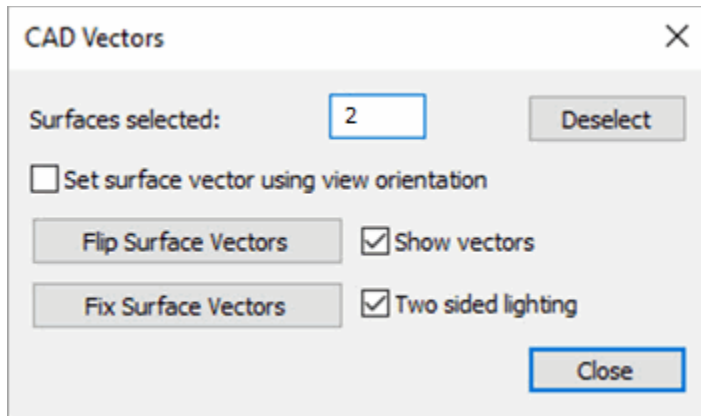 CAD Vectors
Surfaces selected: 2 Deselect
Set surface vector using view orientation
Flip Surface Vectors Show vectors
Fix Surface Vectors Two sided lighting
Close